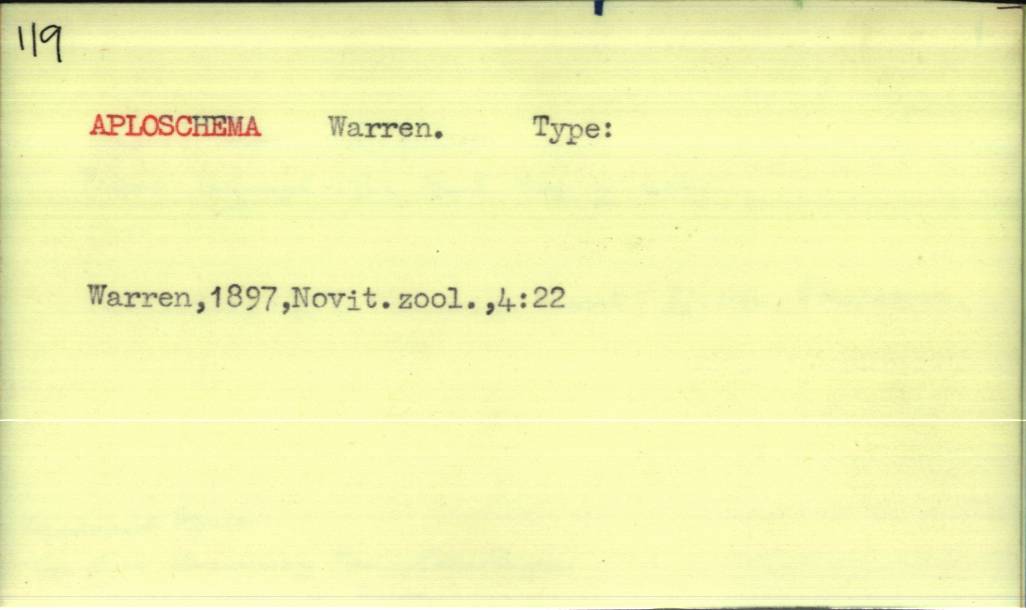 119
APLOSCHEMA Warren. Type:
Warren,1897,Novit.zool.,4:22